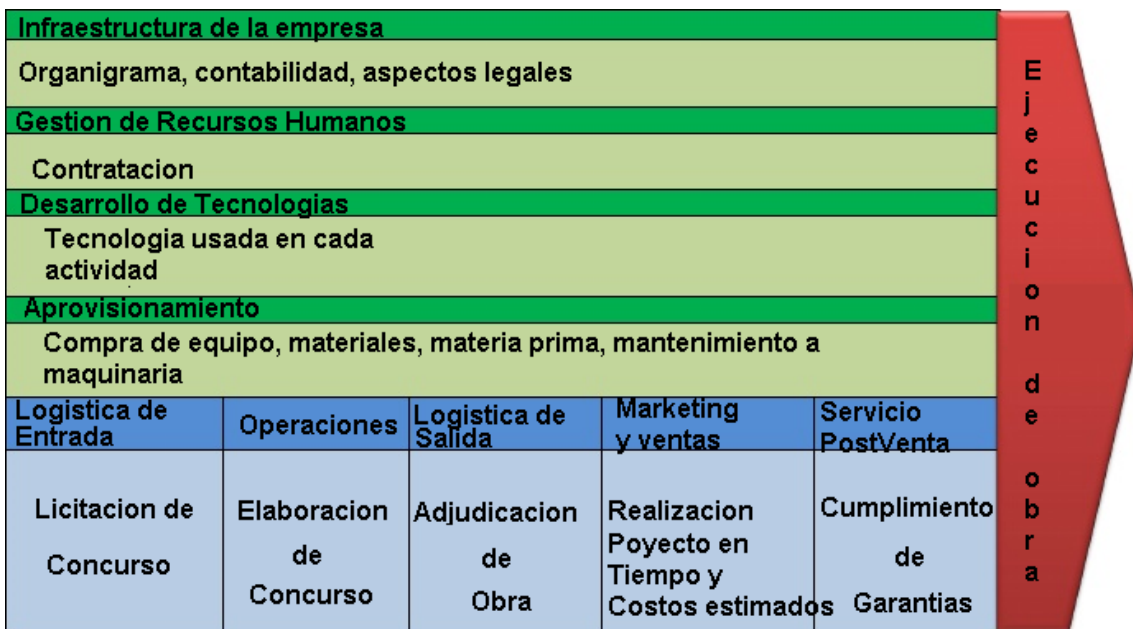 Infraestructura de la empresa
Organigrama, contabilidad, aspectos legales
Gestion de Recursos Humanos
Contratacion
Desarrollo de Tecnologias
Tecnologia usada en cada
actividad
Aprovisionamiento
Compra de equipo, materiales, materia prima, mantenimiento a
maquinaria
Logistica de
Entrada
Operaciones
Logistica de
Salida
Marketing
y ventas
Servicio
PostVenta
Licitacion de
Concurso
Elaboracion
de
Concurso
Adjudicacion
de
Obra
Realizacion
Poyecto en
Tiempo y
Costos estimados
Cumplimiento
de
Garantias
Ejecucion de obra